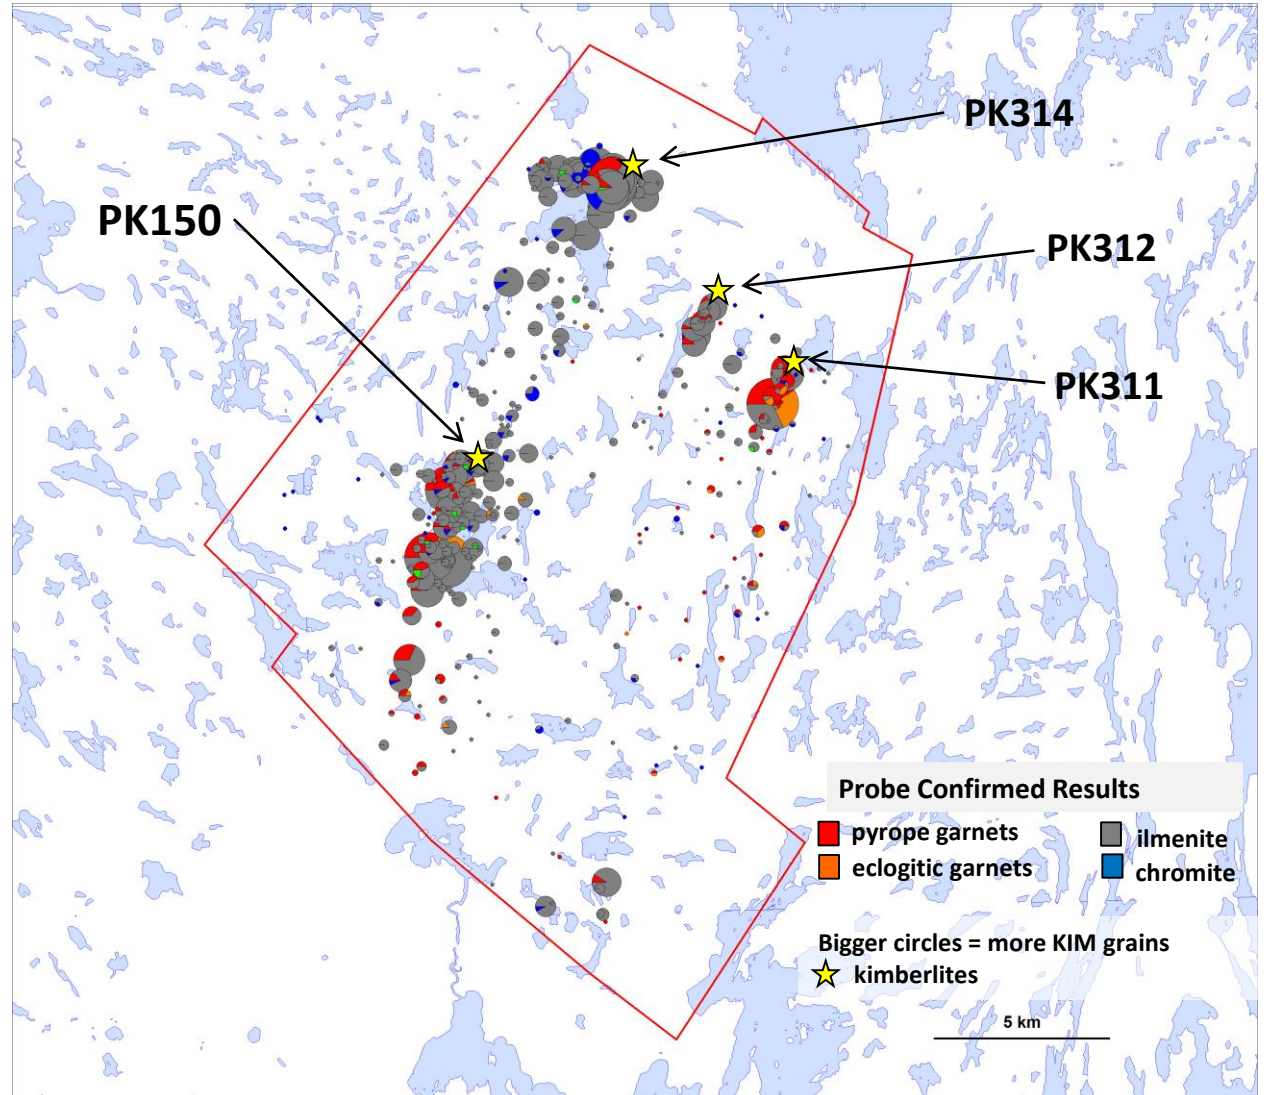 PK314
PK150
PK312
PK311
Probe Confirmed Results
pyrope garnets
ilmenite
eclogitic garnets
chromite
Bigger circles = more KIM grains
kimberlites
5 km